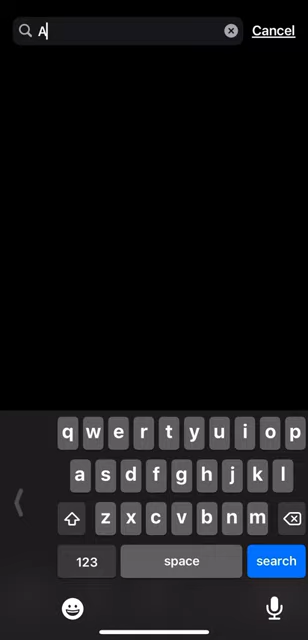 A
Cancel
q w e r t y u i o p
a s d f g h j k l
z x c v b n m
123 space search